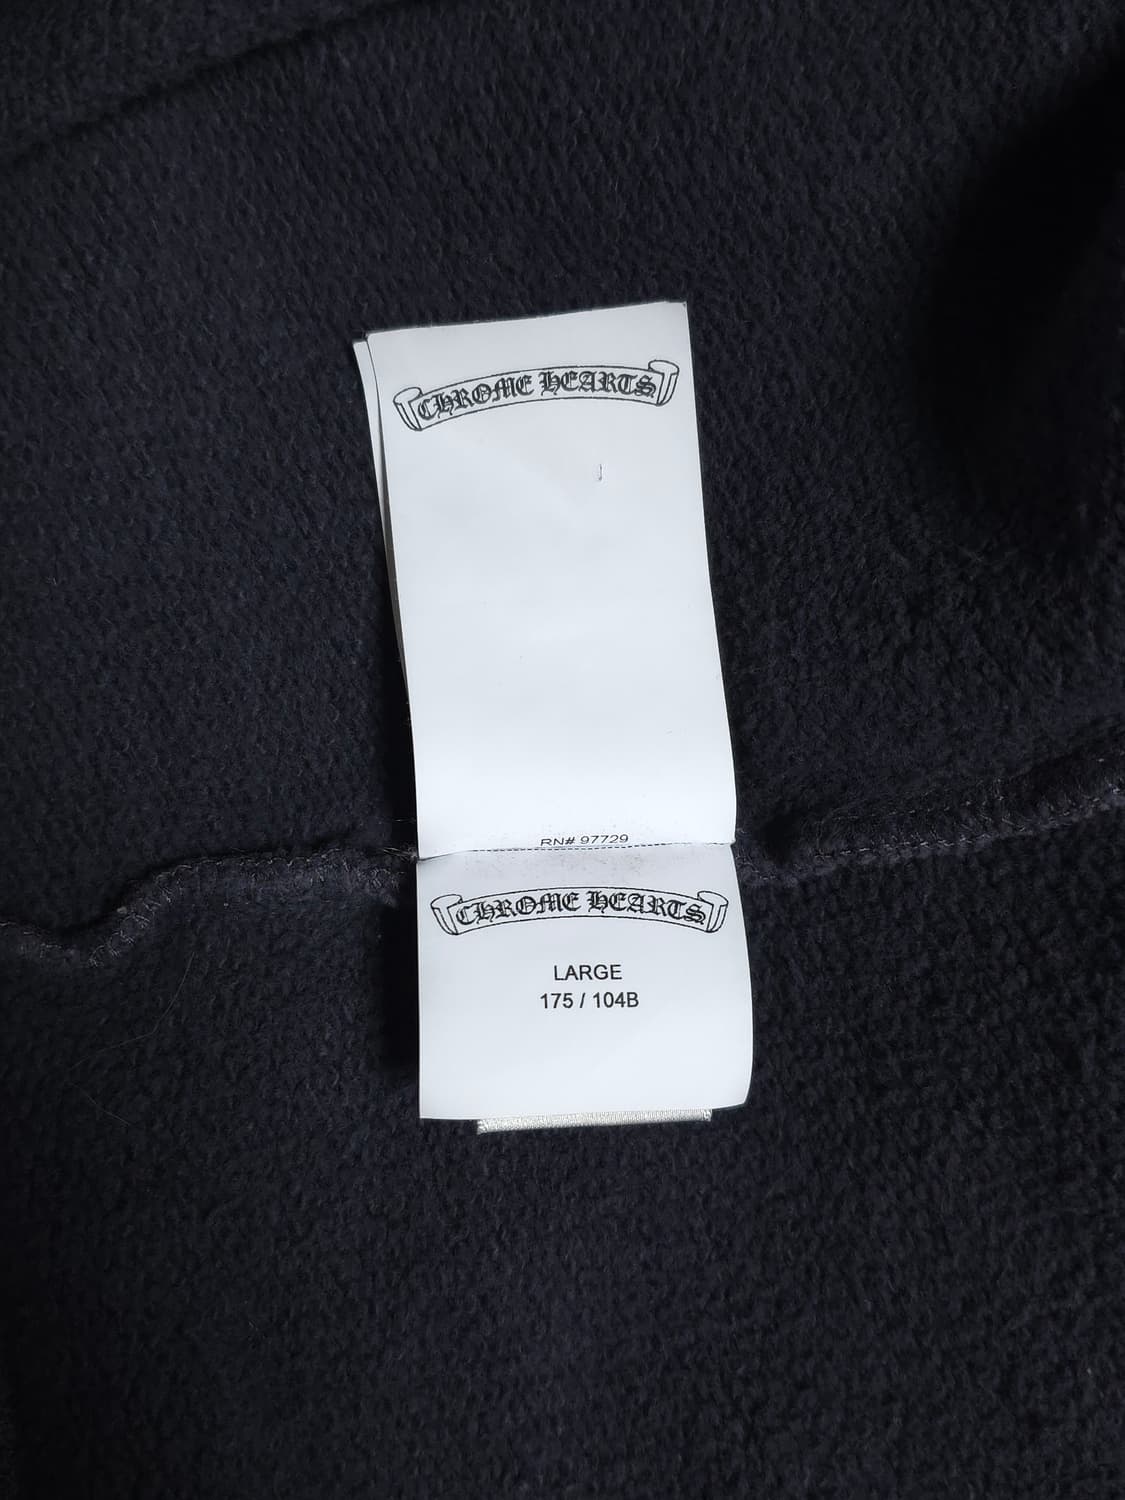 CHROME HEARTS
RN# 97729
CHROME HEARTS
LARGE
175 / 104B